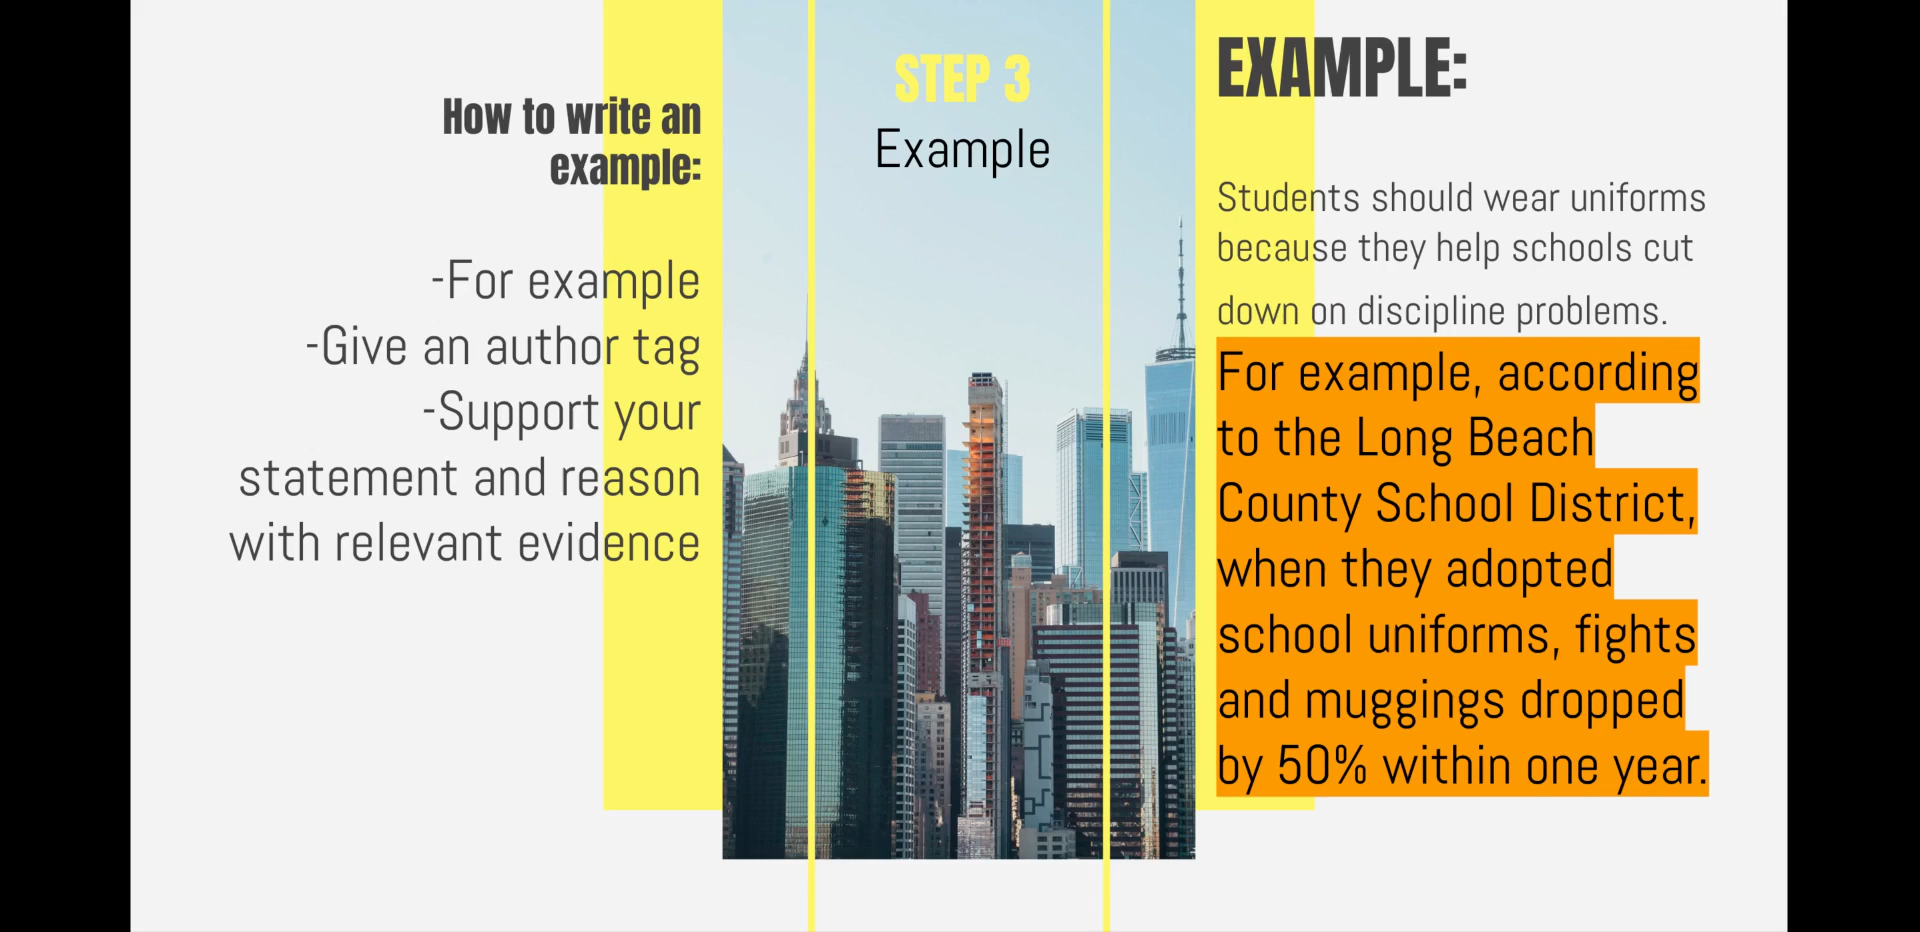 How to write an
example:
-For example
-Give an author tag
-Support your
statement and reason
with relevant evidence
STEP 3
Example
EXAMPLE:
Students should wear uniforms
because they help schools cut
down on discipline problems.
For example, according
to the Long Beach
County School District,
when they adopted
school uniforms, fights
and muggings dropped
by 50% within one year.